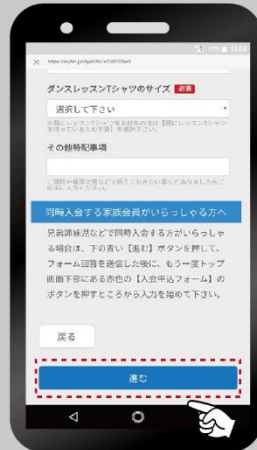 ダンスレッスンTシャツのサイズ 必須
選択して下さい
その他特記事項
同時入会する家族会員がいらっしゃる方へ
兄弟姉妹児などで同時入会する方がいらっしゃ
る場合は、下の青い【進む】ボタンを押して、
フォーム回答を送信した後に、もう一度トップ
画面下部にある赤色の【入会申込フォーム】の
ボタンを押すところから入力を始めて下さい。
戻る
進む